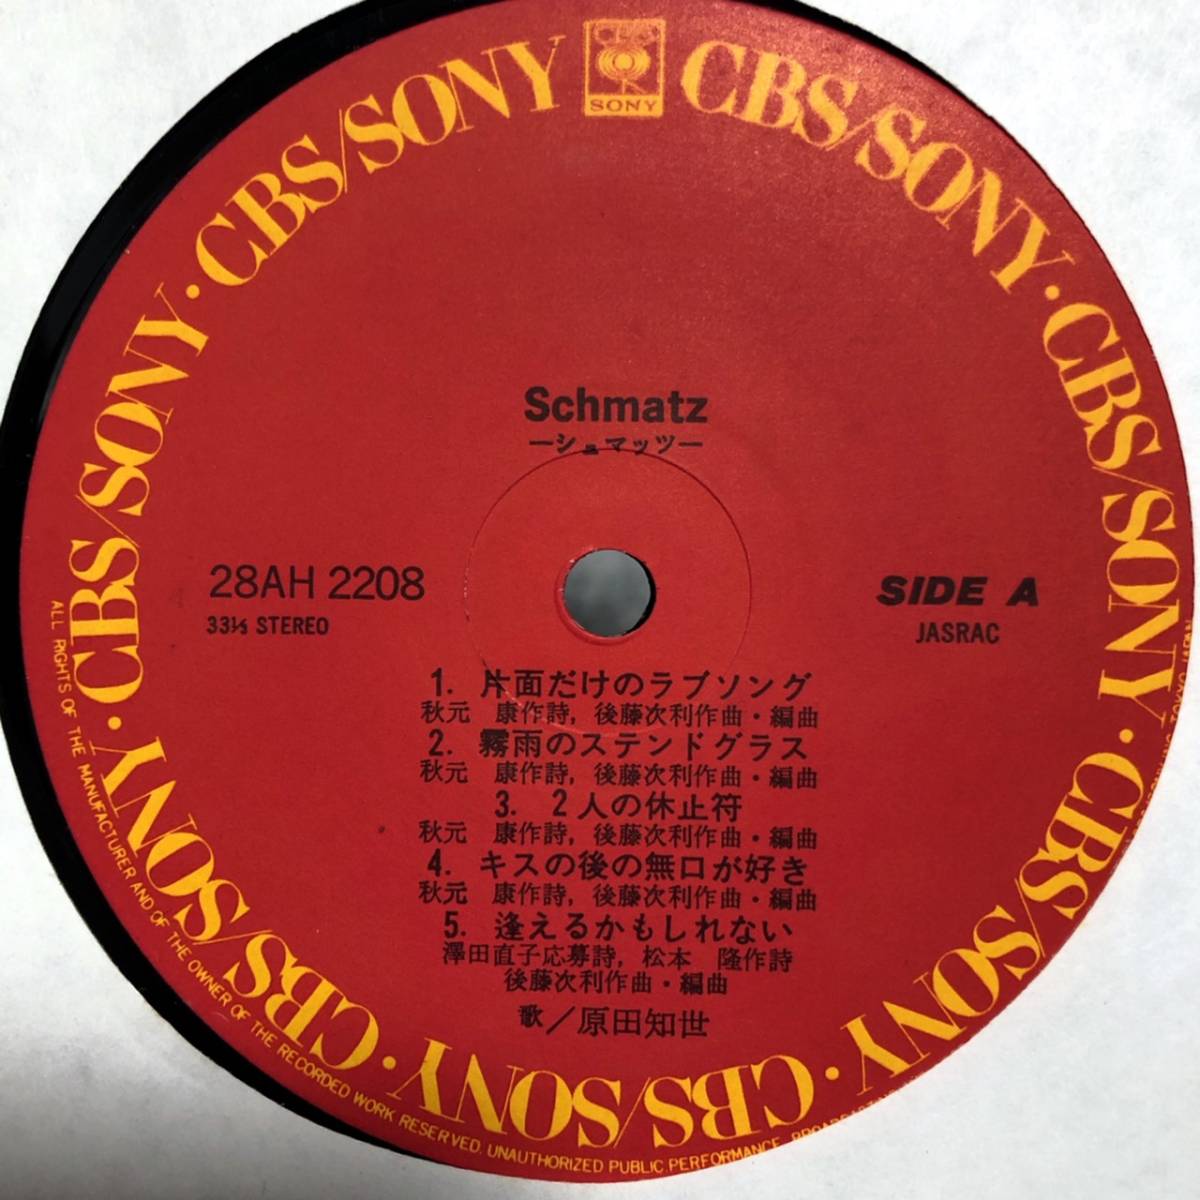 CBS
SONY
CBS/SONY · CBS/SONY · CBS/SONY · CBS/SONY · CBS/SONY · CBS/SONY · CBS/SONY · CBS/SONY
Schmatz
—シュマッツ—
28AH 2208
33⅓ STEREO
SIDE A
JASRAC
1. 片面だけのラブソング
秋元 康作詩, 後藤次利作曲・編曲
2. 霧雨のステンドグラス
秋元 康作詩, 後藤次利作曲・編曲
3. 2人の休止符
秋元 康作詩, 後藤次利作曲・編曲
4. キスの後の無口が好き
秋元 康作詩, 後藤次利作曲・編曲
5. 逢えるかもしれない
澤田直子応募詩, 松本 隆作詩
後藤次利作曲・編曲
歌／原田知世
ALL RIGHTS OF THE MANUFACTURER AND OF THE OWNER OF THE RECORDED WORK RESERVED. UNAUTHORIZED PUBLIC PERFORMANCE
TOKYO JAPAN